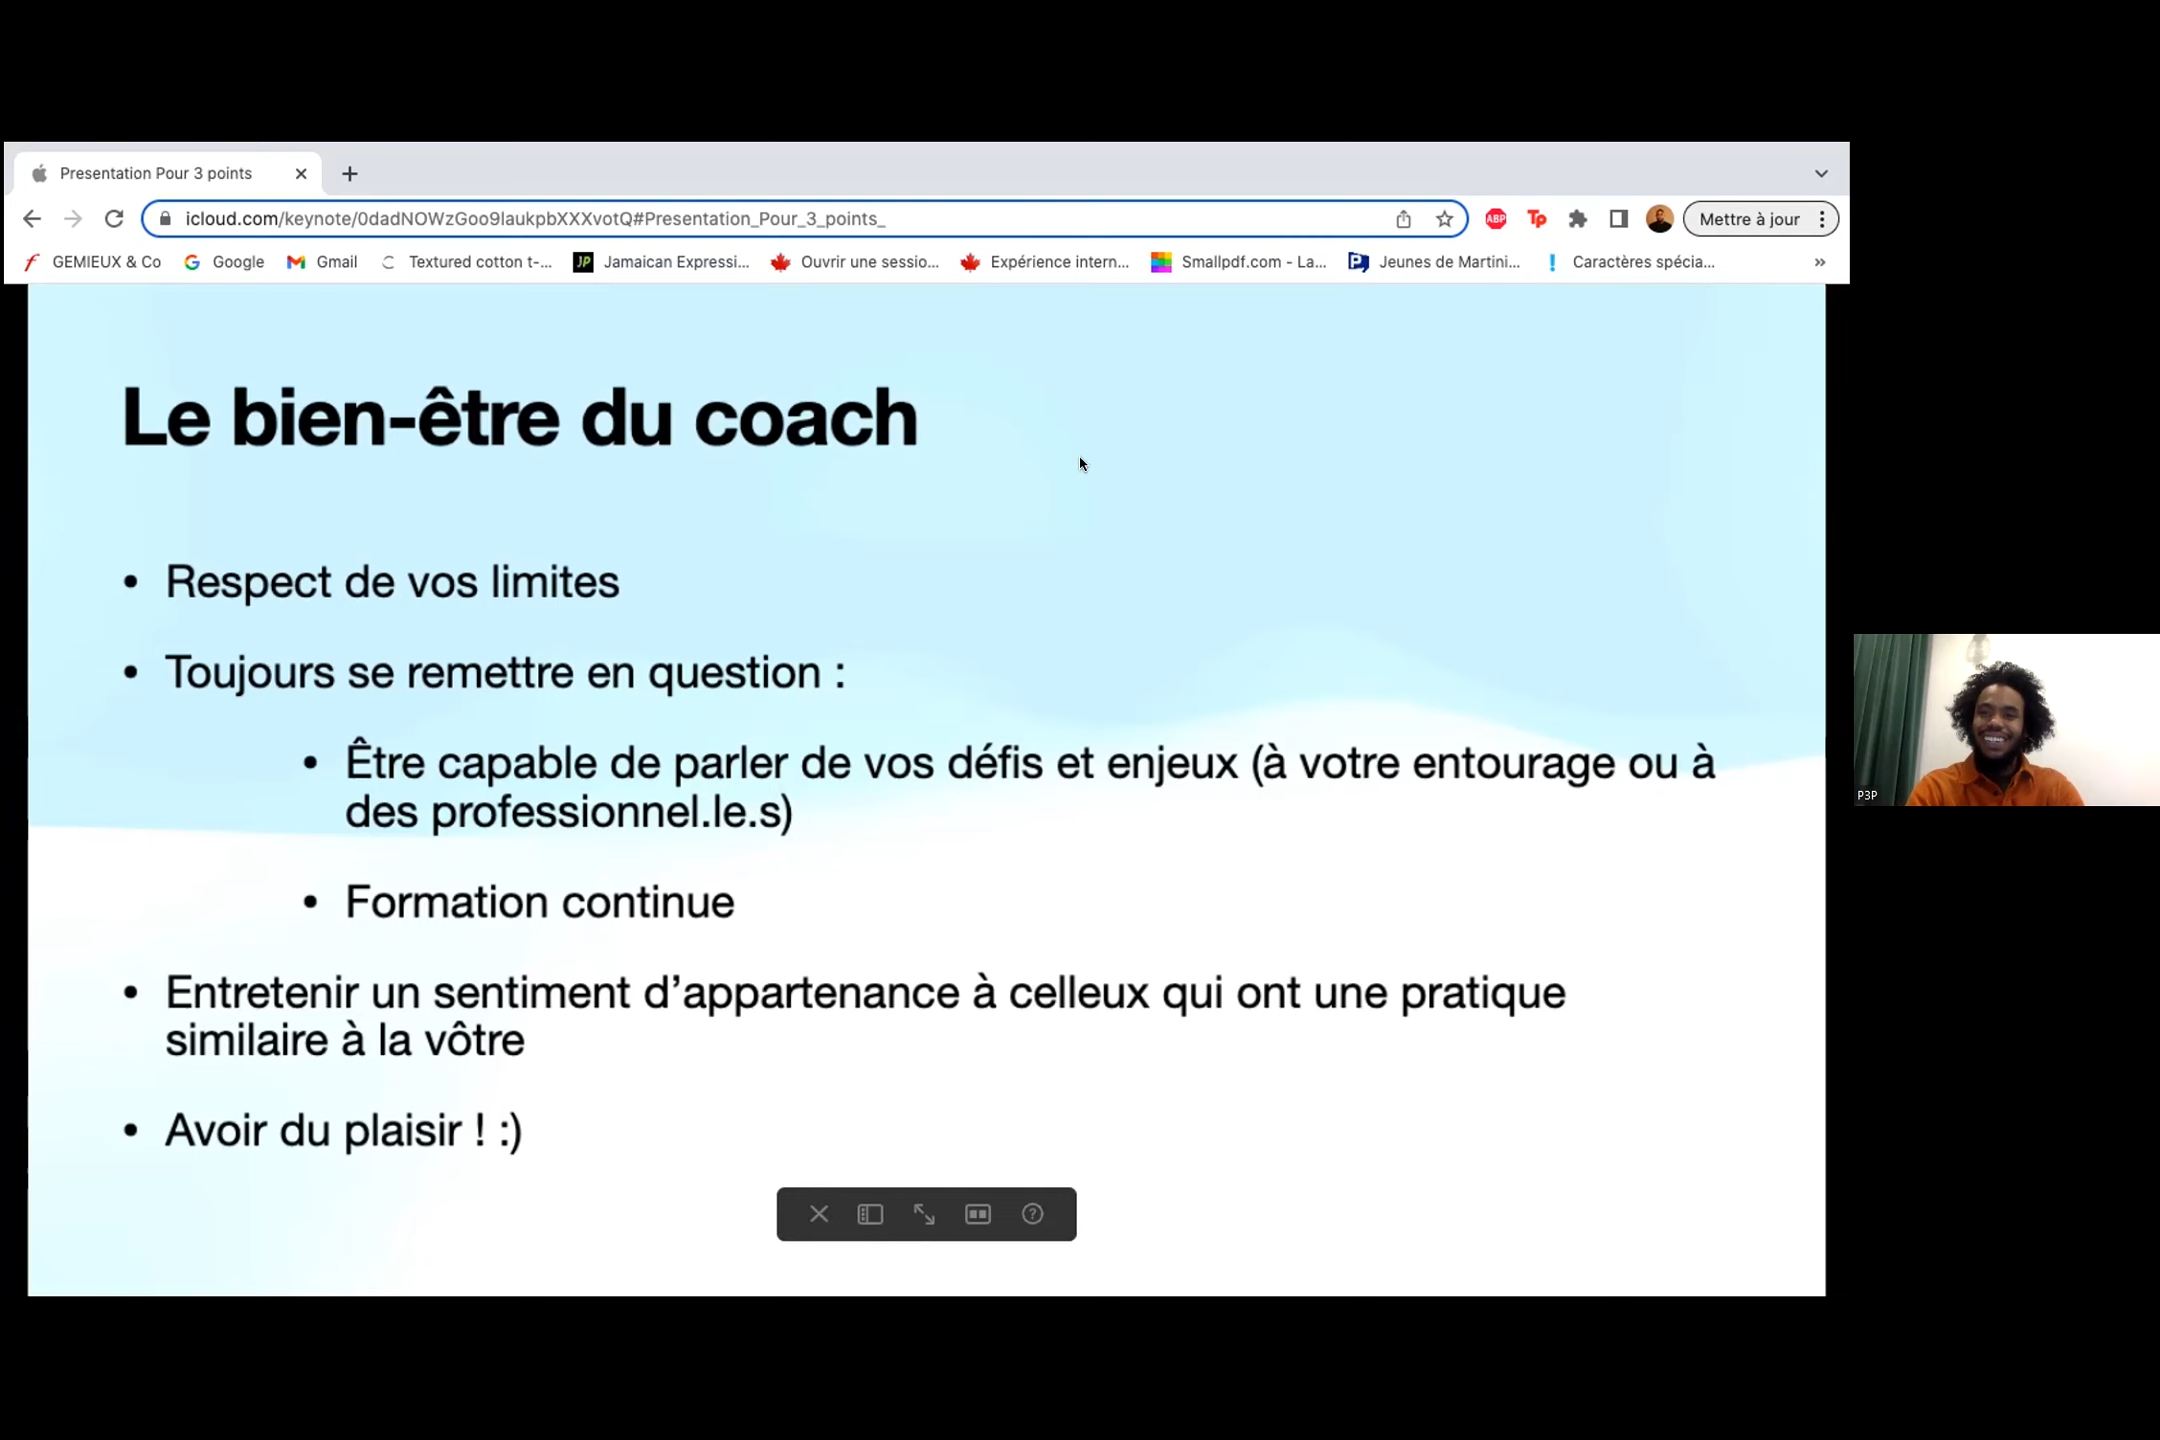 Presentation Pour 3 points
icloud.com/keynote/0dadNOWzGoo9IaukpbXXXvotQ#Presentation_Pour_3_points_
ABP
Tp
Mettre à jour
GEMIEUX & Co
Google
Gmail
Textured cotton t-...
JP
Jamaican Expressi...
Ouvrir une sessio...
Expérience intern...
Smallpdf.com - La...
Jeunes de Martini...
Caractères spécia...
Le bien-être du coach
• Respect de vos limites
• Toujours se remettre en question :
• Être capable de parler de vos défis et enjeux (à votre entourage ou à
des professionnel.le.s)
• Formation continue
• Entretenir un sentiment d’appartenance à celleux qui ont une pratique
similaire à la vôtre
• Avoir du plaisir ! :)
P3P